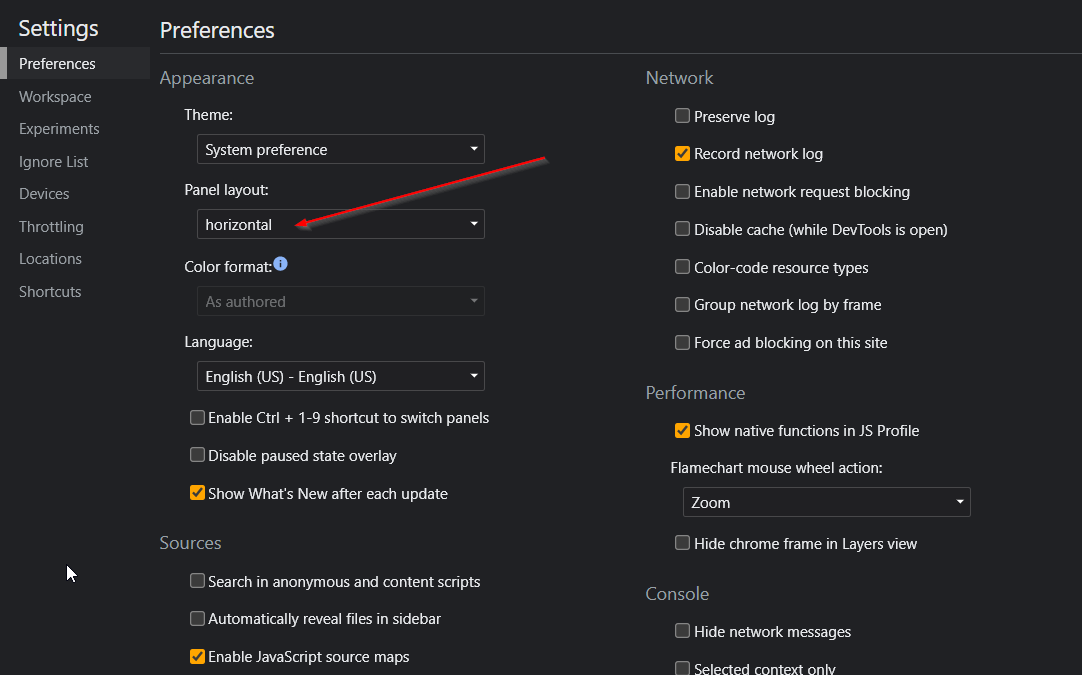 Settings
Preferences
Workspace
Experiments
Ignore List
Devices
Throttling
Locations
Shortcuts
Preferences
Appearance
Theme:
System preference
Panel layout:
horizontal
Color format:
As authored
Language:
English (US) - English (US)
Enable Ctrl + 1-9 shortcut to switch panels
Disable paused state overlay
Show What's New after each update
Sources
Search in anonymous and content scripts
Automatically reveal files in sidebar
Enable JavaScript source maps
Network
Preserve log
Record network log
Enable network request blocking
Disable cache (while DevTools is open)
Color-code resource types
Group network log by frame
Force ad blocking on this site
Performance
Show native functions in JS Profile
Flamechart mouse wheel action:
Zoom
Hide chrome frame in Layers view
Console
Hide network messages
Selected context only